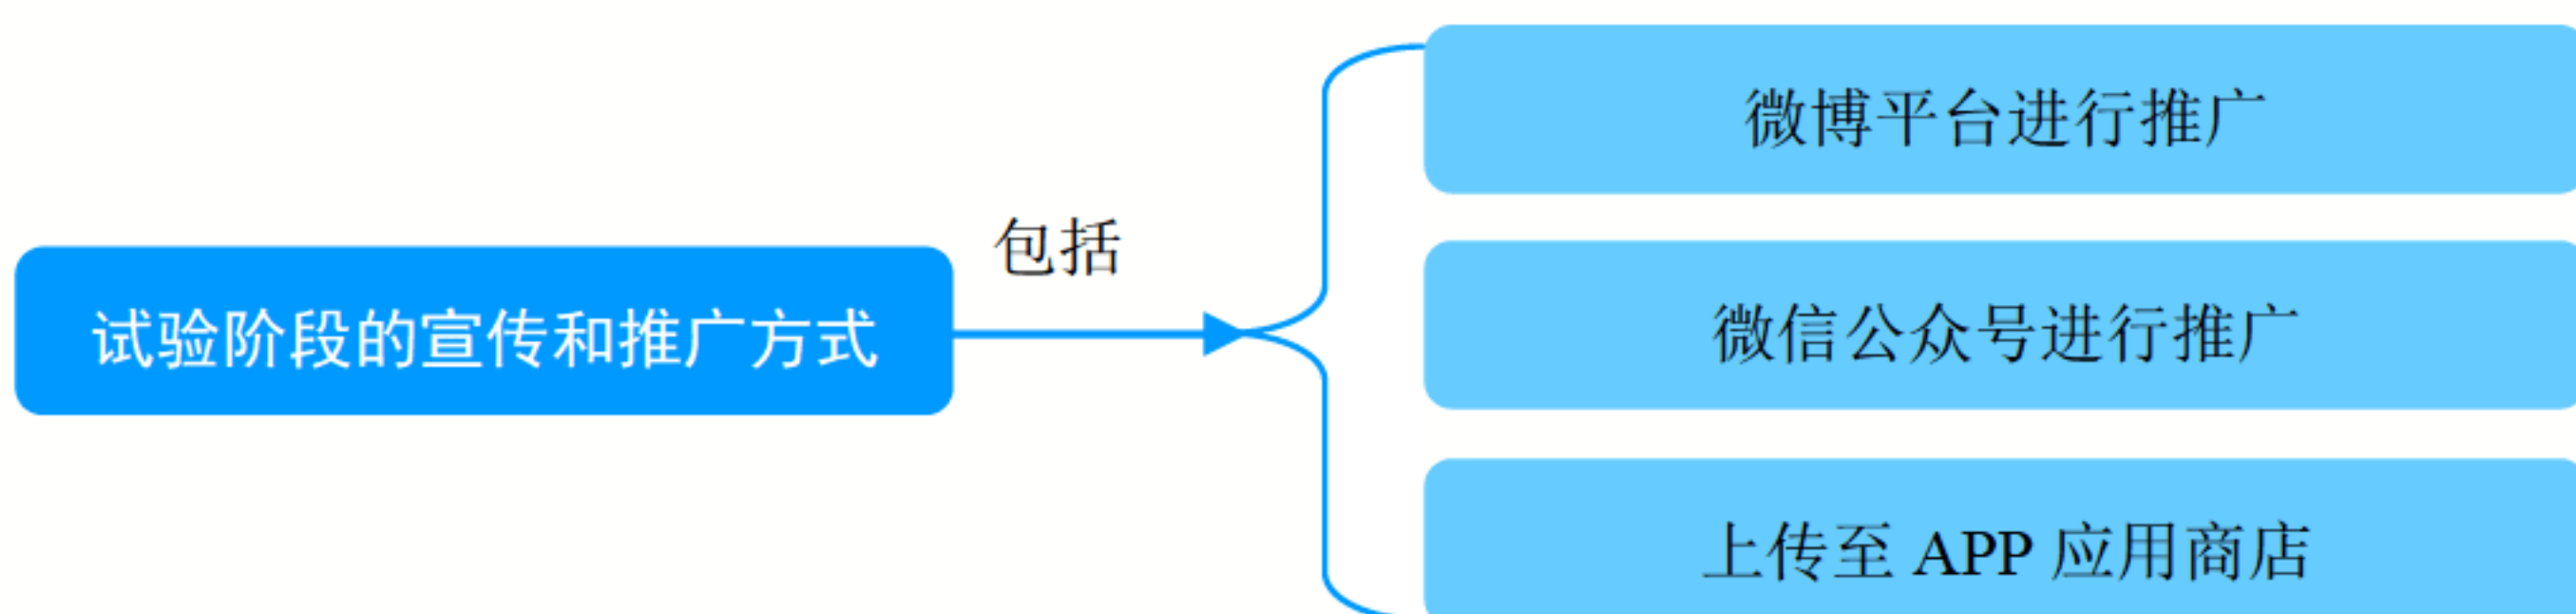 试验阶段的宣传和推广方式
包括
微博平台进行推广
微信公众号进行推广
上传至 APP 应用商店